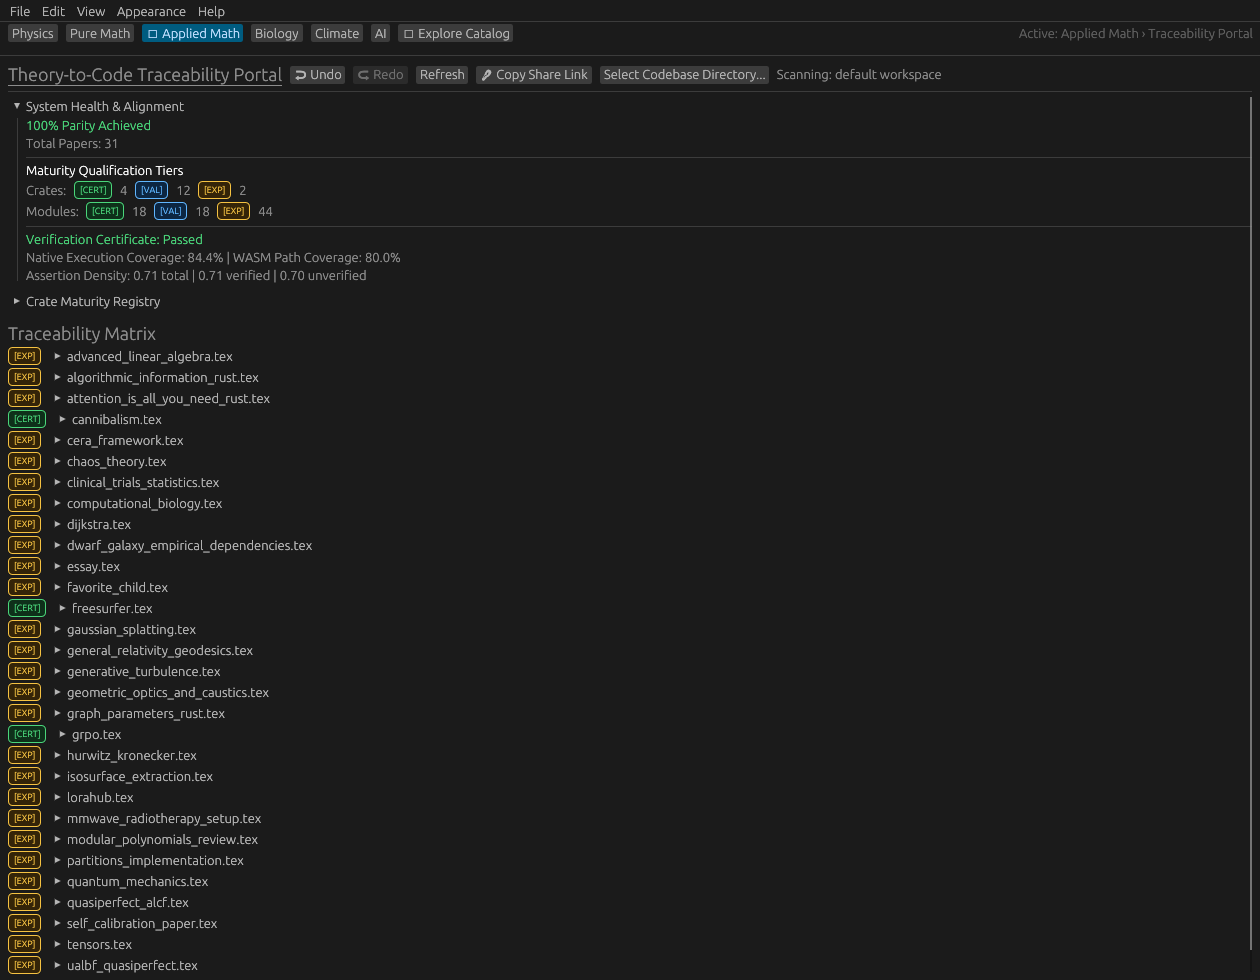 File Edit View Appearance Help
Physics Pure Math Applied Math Biology Climate AI Explore Catalog Active: Applied Math › Traceability Portal
Theory-to-Code Traceability Portal Undo Redo Refresh Copy Share Link Select Codebase Directory... Scanning: default workspace
System Health & Alignment
100% Parity Achieved
Total Papers: 31
Maturity Qualification Tiers
Crates: [CERT] 4 [VAL] 12 [EXP] 2
Modules: [CERT] 18 [VAL] 18 [EXP] 44
Verification Certificate: Passed
Native Execution Coverage: 84.4% | WASM Path Coverage: 80.0%
Assertion Density: 0.71 total | 0.71 verified | 0.70 unverified
Crate Maturity Registry
Traceability Matrix
[EXP] advanced_linear_algebra.tex
[EXP] algorithmic_information_rust.tex
[EXP] attention_is_all_you_need_rust.tex
[CERT] cannibalism.tex
[EXP] cera_framework.tex
[EXP] chaos_theory.tex
[EXP] clinical_trials_statistics.tex
[EXP] computational_biology.tex
[EXP] dijkstra.tex
[EXP] dwarf_galaxy_empirical_dependencies.tex
[EXP] essay.tex
[EXP] favorite_child.tex
[CERT] freesurfer.tex
[EXP] gaussian_splatting.tex
[EXP] general_relativity_geodesics.tex
[EXP] generative_turbulence.tex
[EXP] geometric_optics_and_caustics.tex
[EXP] graph_parameters_rust.tex
[CERT] grpo.tex
[EXP] hurwitz_kronecker.tex
[EXP] isosurface_extraction.tex
[EXP] lorahub.tex
[EXP] mmwave_radiotherapy_setup.tex
[EXP] modular_polynomials_review.tex
[EXP] partitions_implementation.tex
[EXP] quantum_mechanics.tex
[EXP] quasiperfect_alcf.tex
[EXP] self_calibration_paper.tex
[EXP] tensors.tex
[EXP] ualbf_quasiperfect.tex